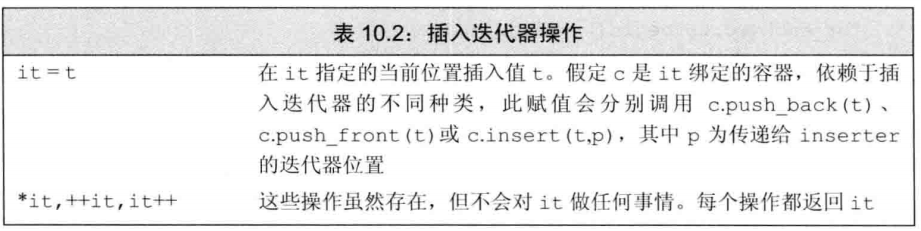 表 10.2：插入迭代器操作
it = t 在 it 指定的当前位置插入值 t。假定 c 是 it 绑定的容器，依赖于插
入迭代器的不同种类，此赋值会分别调用 c.push_back(t)、
c.push_front(t)或 c.insert(t,p)，其中 p 为传递给 inserter
的迭代器位置
*it,++it,it++ 这些操作虽然存在，但不会对 it 做任何事情。每个操作都返回 it